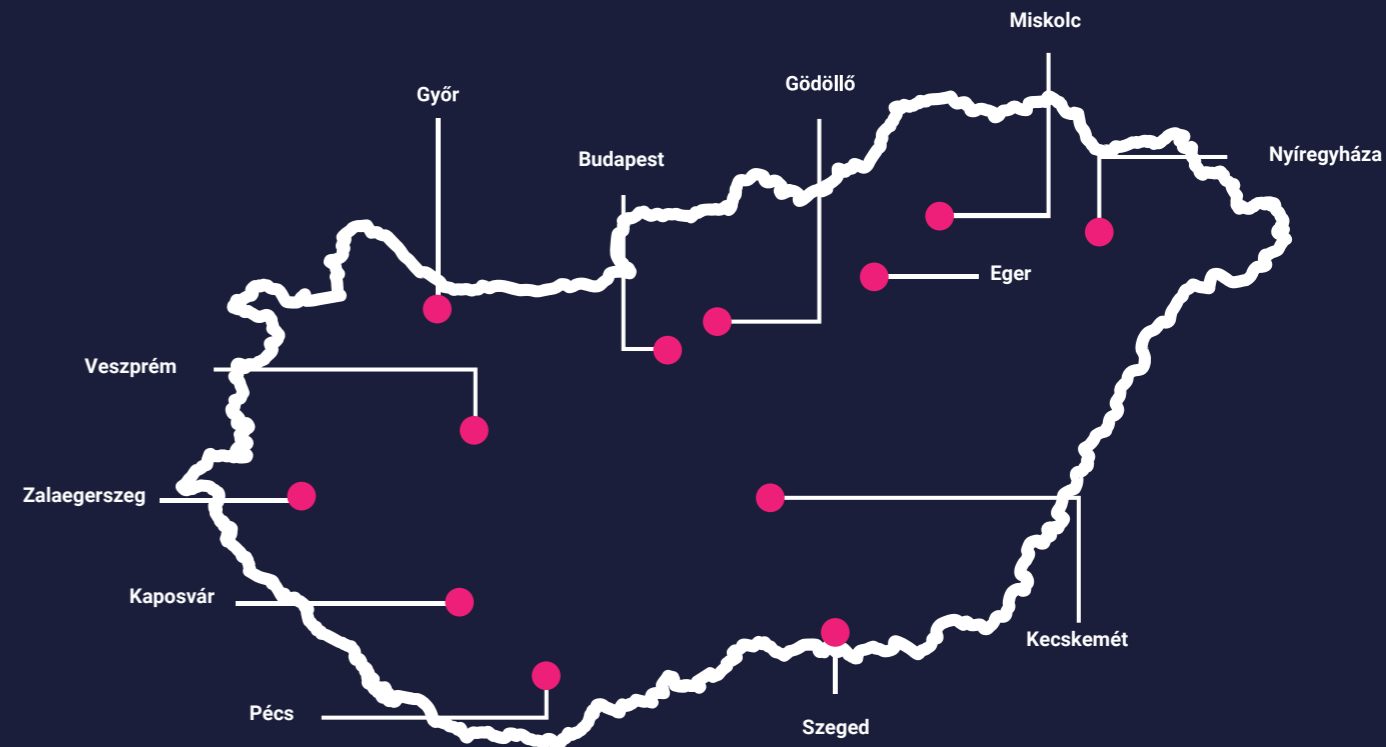 Miskolc
Gödöllő
Győr
Nyíregyháza
Budapest
Eger
Veszprém
Zalaegerszeg
Kaposvár
Kecskemét
Pécs
Szeged